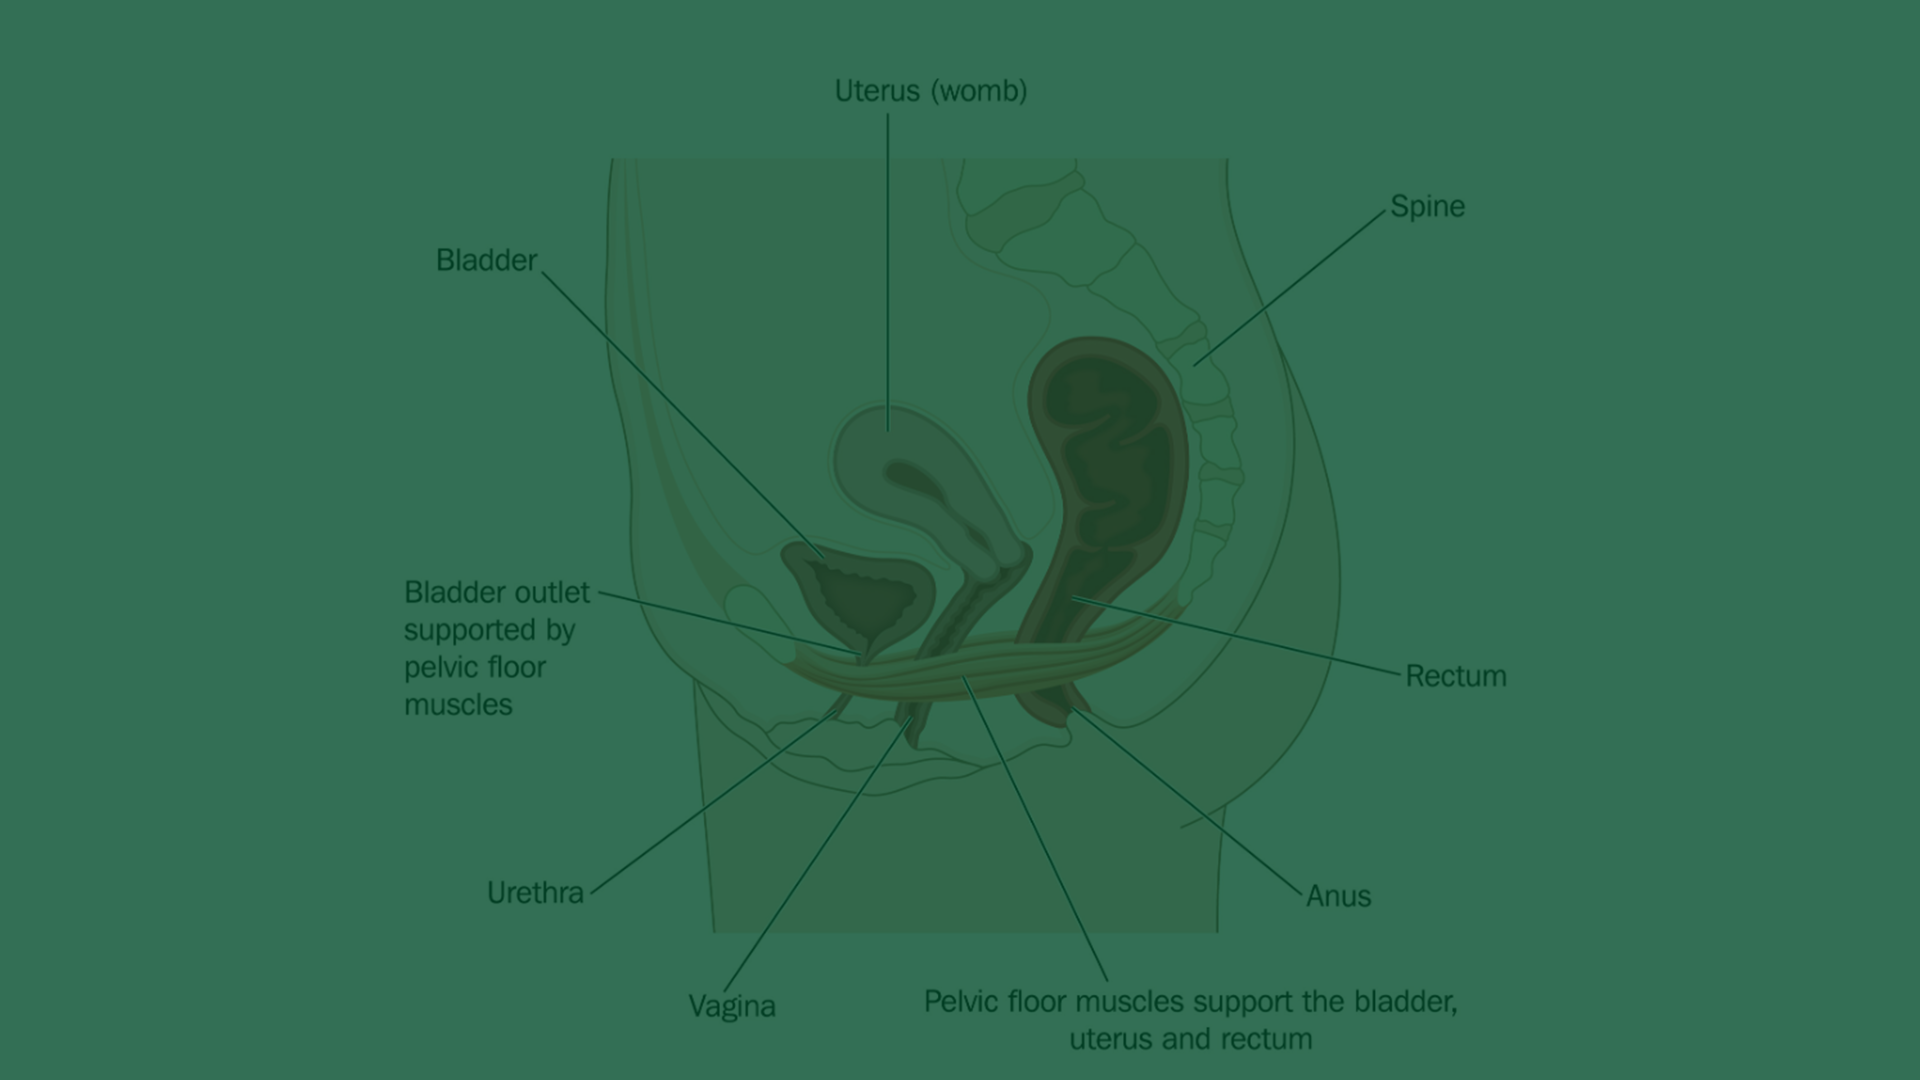 Uterus (womb)
Spine
Bladder
Bladder outlet
supported by
pelvic floor
muscles
Rectum
Urethra
Anus
Vagina
Pelvic floor muscles support the bladder,
uterus and rectum